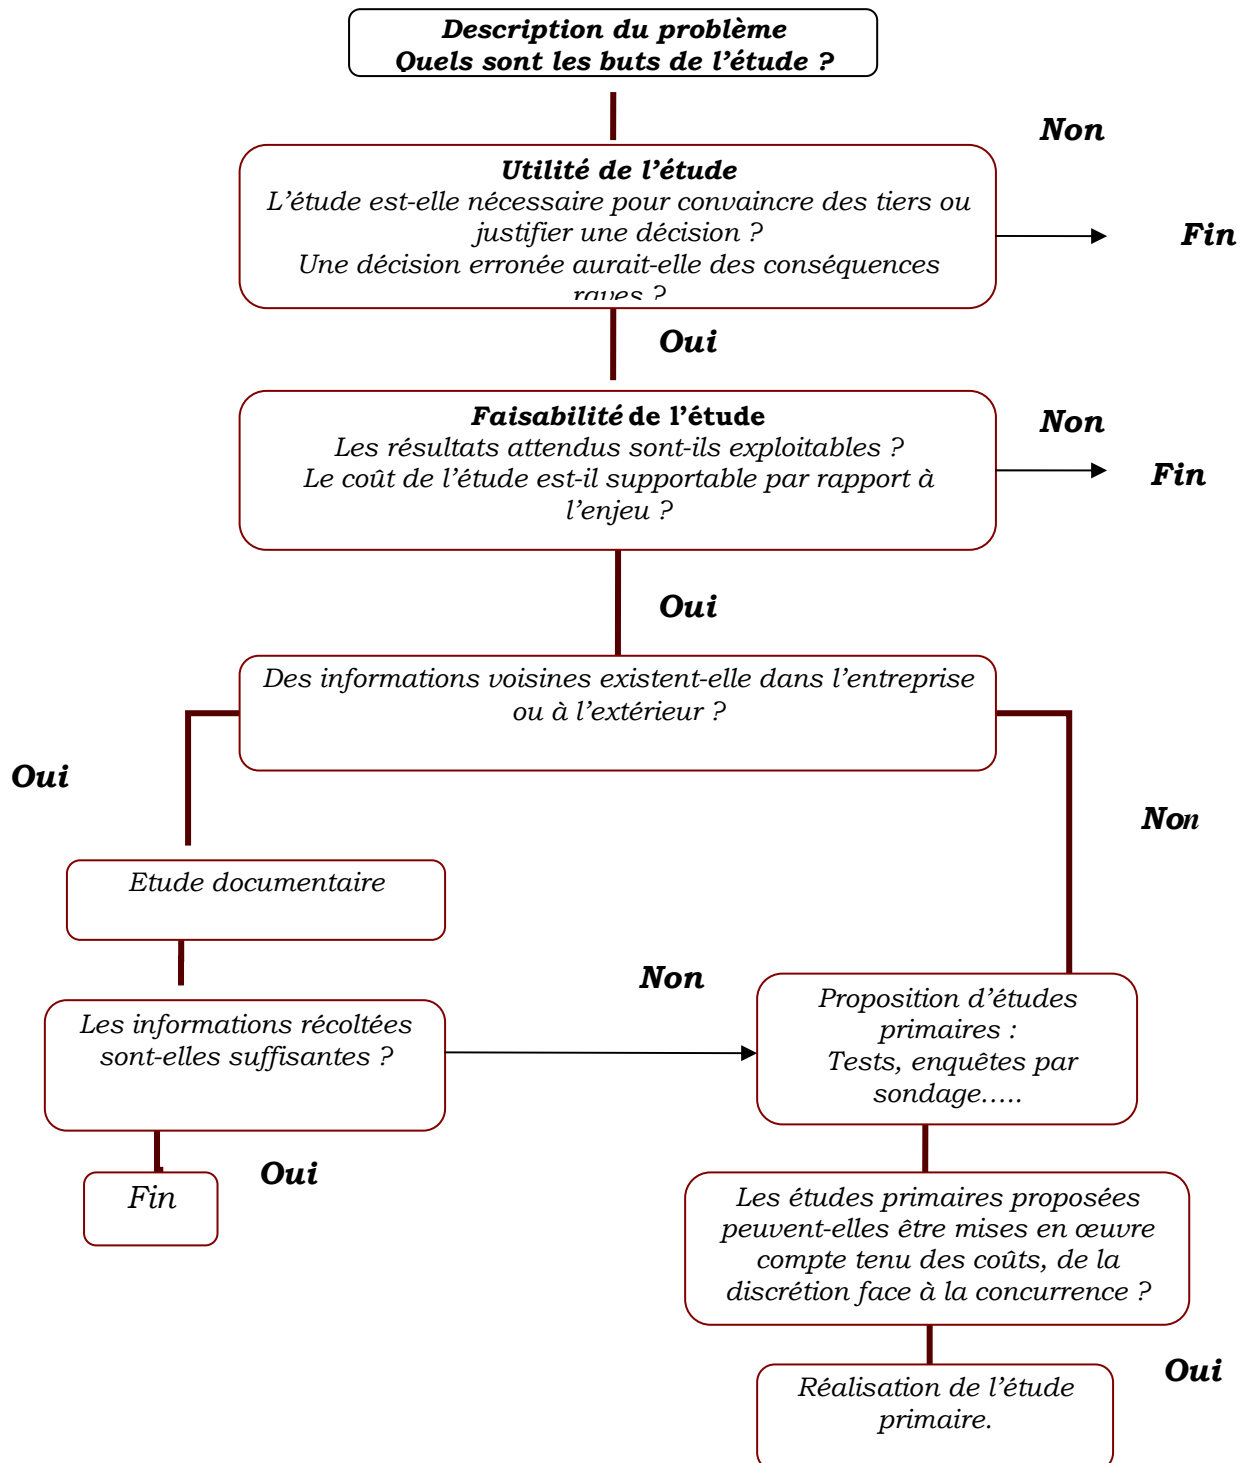 Description du problème
Quels sont les buts de l’étude ?
Non
Utilité de l’étude
L’étude est-elle nécessaire pour convaincre des tiers ou
justifier une décision ?
Une décision erronée aurait-elle des conséquences
raves ?
Fin
Oui
Faisabilité de l’étude
Les résultats attendus sont-ils exploitables ?
Le coût de l’étude est-il supportable par rapport à
l’enjeu ?
Non
Fin
Oui
Des informations voisines existent-elle dans l’entreprise
ou à l’extérieur ?
Oui
Non
Etude documentaire
Non
Les informations récoltées
sont-elles suffisantes ?
Proposition d’études
primaires :
Tests, enquêtes par
sondage…..
Oui
Fin
Les études primaires proposées
peuvent-elles être mises en œuvre
compte tenu des coûts, de la
discrétion face à la concurrence ?
Oui
Réalisation de l’étude
primaire.